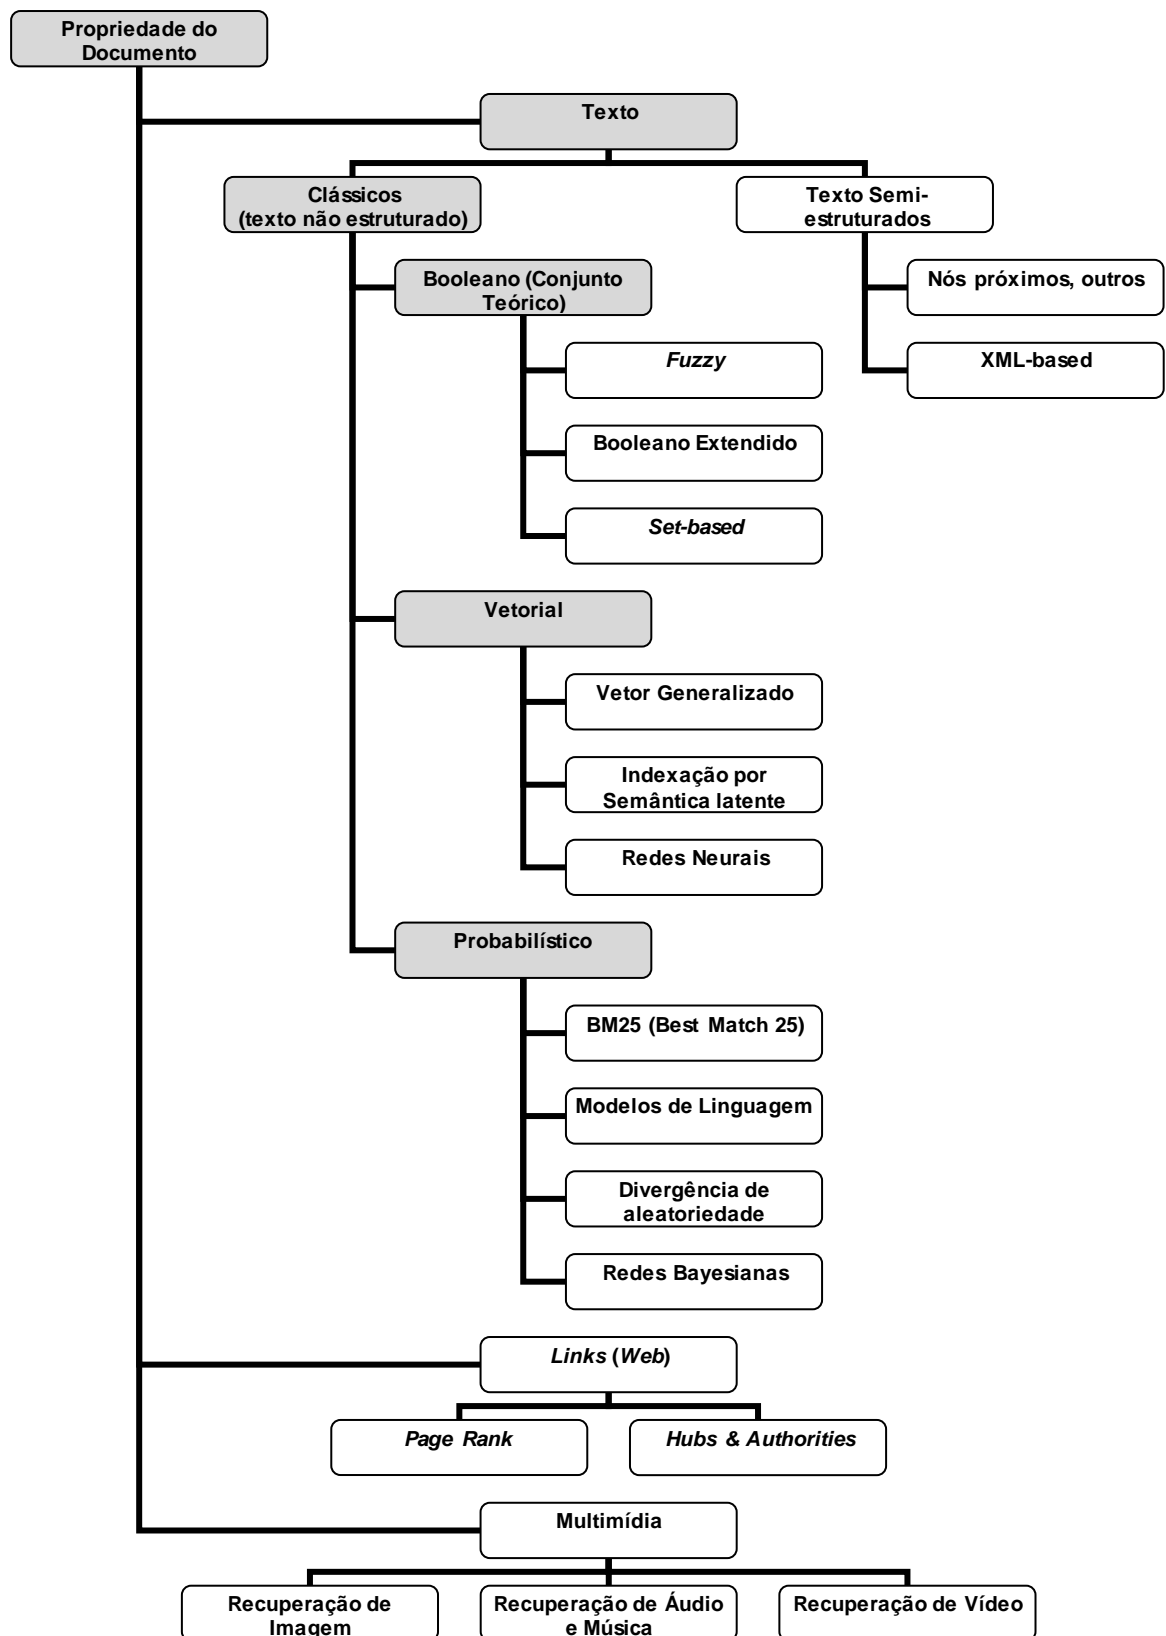 Propriedade do
Documento
Texto
Clássicos
(texto não estruturado)
Texto Semi-
estruturados
Booleano (Conjunto
Teórico)
Nós próximos, outros
Fuzzy
XML-based
Booleano Extendido
Set-based
Vetorial
Vetor Generalizado
Indexação por
Semântica latente
Redes Neurais
Probabilístico
BM25 (Best Match 25)
Modelos de Linguagem
Divergência de
aleatoriedade
Redes Bayesianas
Links (Web)
Page Rank
Hubs & Authorities
Multimídia
Recuperação de
Imagem
Recuperação de Áudio
e Música
Recuperação de Vídeo